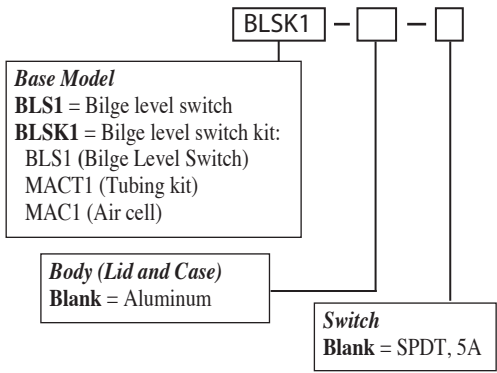 BLSK1 – –
Base Model
BLS1 = Bilge level switch
BLSK1 = Bilge level switch kit:
BLS1 (Bilge Level Switch)
MACT1 (Tubing kit)
MAC1 (Air cell)
Body (Lid and Case)
Blank = Aluminum
Switch
Blank = SPDT, 5A